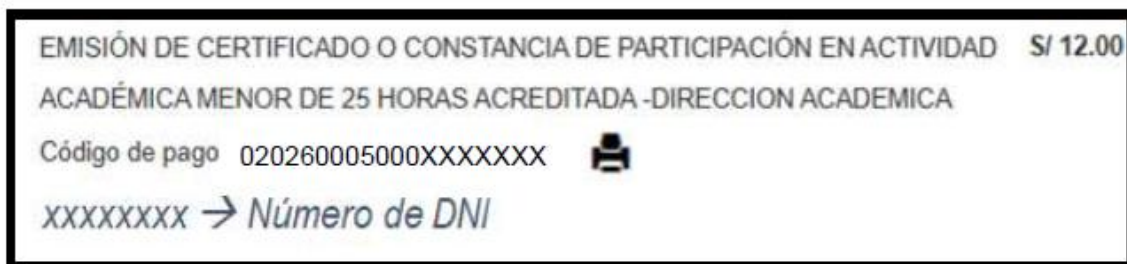 EMISIÓN DE CERTIFICADO O CONSTANCIA DE PARTICIPACIÓN EN ACTIVIDAD S/ 12.00
ACADÉMICA MENOR DE 25 HORAS ACREDITADA -DIRECCION ACADEMICA
Código de pago 020260005000XXXXXXX
xxxxxxxx → Número de DNI